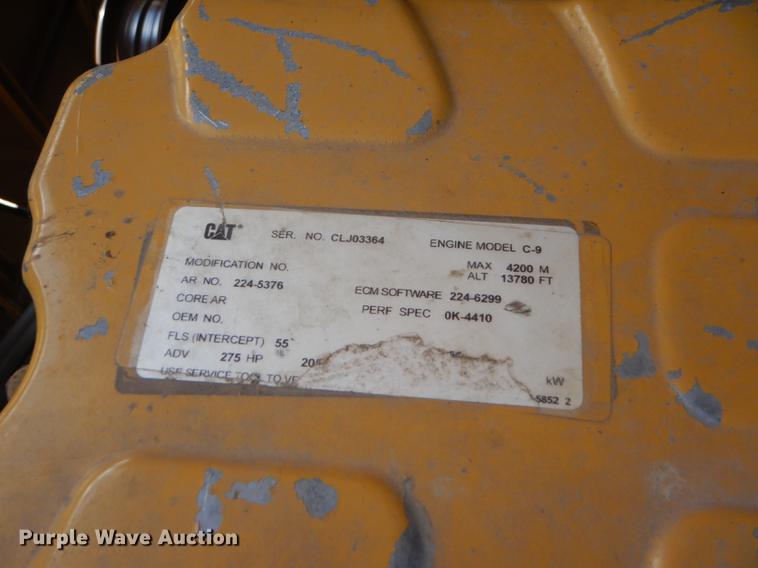 CAT SER. NO. CLJ03364 ENGINE MODEL C-9
MODIFICATION NO. MAX 4200 M
AR NO. 224-5376 ALT 13780 FT
CORE AR ECM SOFTWARE 224-6299
OEM NO. PERF SPEC 0K-4410
FLS (INTERCEPT) 55
ADV 275 HP kW
USE SERVICE TOOL TO
5852 2
Purple Wave Auction